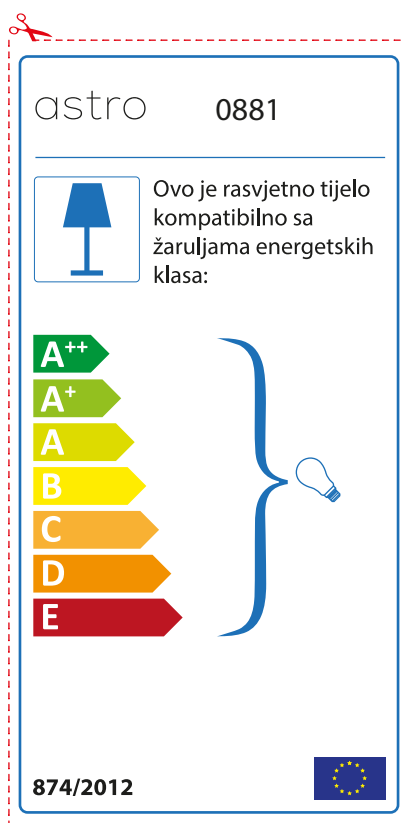 astro 0881
Ovo je rasvjetno tijelo
kompatibilno sa
žaruljama energetskih
klasa:
A++
A+
A
B
C
D
E
874/2012